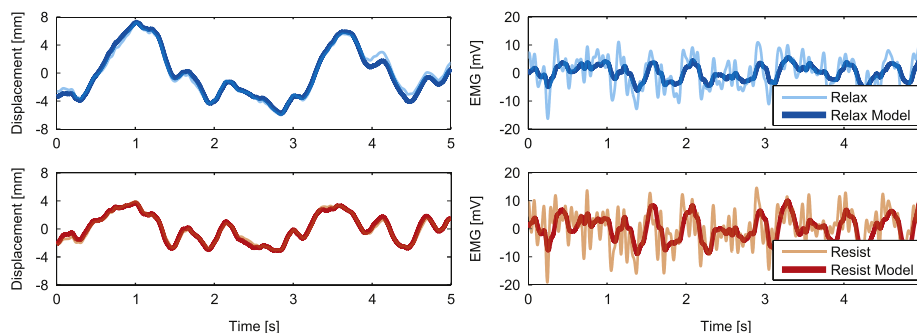 Displacement [mm]
8
4
0
-4
-8
0 1 2 3 4 5
EMG [mV]
20
10
0
-10
-20
0 1 2 3 4
Relax
Relax Model
Displacement [mm]
8
4
0
-4
-8
0 1 2 3 4 5
Time [s]
EMG [mV]
20
10
0
-10
-20
0 1 2 3 4
Resist
Resist Model
Time [s]